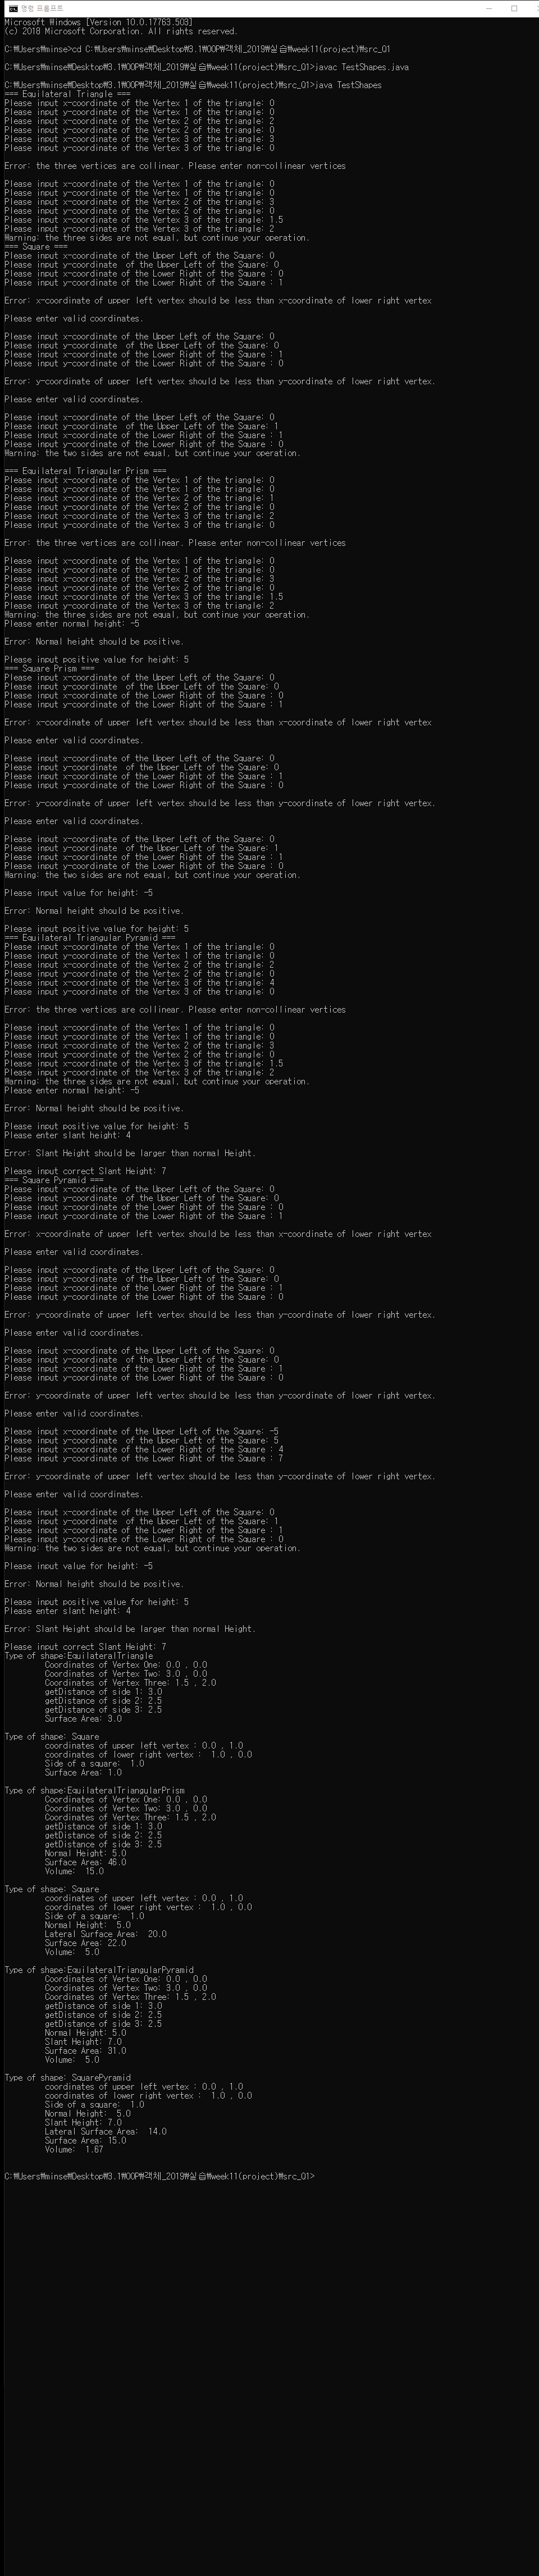 명령 프롬프트
Microsoft Windows [Version 10.0.17763.503]
(c) 2018 Microsoft Corporation. All rights reserved.
C:\Users\minse>cd C:\Users\minse\Desktop\3.1\OOP\객체_2019\실습\week11(project)\src_Q1
C:\Users\minse\Desktop\3.1\OOP\객체_2019\실습\week11(project)\src_Q1>javac TestShapes.java
C:\Users\minse\Desktop\3.1\OOP\객체_2019\실습\week11(project)\src_Q1>java TestShapes
=== Equilateral Triangle ===
Please input x-coordinate of the Vertex 1 of the triangle: 0
Please input y-coordinate of the Vertex 1 of the triangle: 0
Please input x-coordinate of the Vertex 2 of the triangle: 2
Please input y-coordinate of the Vertex 2 of the triangle: 0
Please input x-coordinate of the Vertex 3 of the triangle: 3
Please input y-coordinate of the Vertex 3 of the triangle: 0
Error: the three vertices are collinear. Please enter non-collinear vertices
Please input x-coordinate of the Vertex 1 of the triangle: 0
Please input y-coordinate of the Vertex 1 of the triangle: 0
Please input x-coordinate of the Vertex 2 of the triangle: 3
Please input y-coordinate of the Vertex 2 of the triangle: 0
Please input x-coordinate of the Vertex 3 of the triangle: 1.5
Please input y-coordinate of the Vertex 3 of the triangle: 2
Warning: the three sides are not equal, but continue your operation.
=== Square ===
Please input x-coordinate of the Upper Left of the Square: 0
Please input y-coordinate  of the Upper Left of the Square: 0
Please input x-coordinate of the Lower Right of the Square : 0
Please input y-coordinate of the Lower Right of the Square : 1
Error: x-coordinate of upper left vertex should be less than x-coordinate of lower right vertex
Please enter valid coordinates.
Please input x-coordinate of the Upper Left of the Square: 0
Please input y-coordinate  of the Upper Left of the Square: 0
Please input x-coordinate of the Lower Right of the Square : 1
Please input y-coordinate of the Lower Right of the Square : 0
Error: y-coordinate of upper left vertex should be less than y-coordinate of lower right vertex.
Please enter valid coordinates.
Please input x-coordinate of the Upper Left of the Square: 0
Please input y-coordinate  of the Upper Left of the Square: 1
Please input x-coordinate of the Lower Right of the Square : 1
Please input y-coordinate of the Lower Right of the Square : 0
Warning: the two sides are not equal, but continue your operation.
=== Equilateral Triangular Prism ===
Please input x-coordinate of the Vertex 1 of the triangle: 0
Please input y-coordinate of the Vertex 1 of the triangle: 0
Please input x-coordinate of the Vertex 2 of the triangle: 1
Please input y-coordinate of the Vertex 2 of the triangle: 0
Please input x-coordinate of the Vertex 3 of the triangle: 2
Please input y-coordinate of the Vertex 3 of the triangle: 0
Error: the three vertices are collinear. Please enter non-collinear vertices
Please input x-coordinate of the Vertex 1 of the triangle: 0
Please input y-coordinate of the Vertex 1 of the triangle: 0
Please input x-coordinate of the Vertex 2 of the triangle: 3
Please input y-coordinate of the Vertex 2 of the triangle: 0
Please input x-coordinate of the Vertex 3 of the triangle: 1.5
Please input y-coordinate of the Vertex 3 of the triangle: 2
Warning: the three sides are not equal, but continue your operation.
Please enter normal height: -5
Error: Normal height should be positive.
Please input positive value for height: 5
=== Square Prism ===
Please input x-coordinate of the Upper Left of the Square: 0
Please input y-coordinate  of the Upper Left of the Square: 0
Please input x-coordinate of the Lower Right of the Square : 0
Please input y-coordinate of the Lower Right of the Square : 1
Error: x-coordinate of upper left vertex should be less than x-coordinate of lower right vertex
Please enter valid coordinates.
Please input x-coordinate of the Upper Left of the Square: 0
Please input y-coordinate  of the Upper Left of the Square: 0
Please input x-coordinate of the Lower Right of the Square : 1
Please input y-coordinate of the Lower Right of the Square : 0
Error: y-coordinate of upper left vertex should be less than y-coordinate of lower right vertex.
Please enter valid coordinates.
Please input x-coordinate of the Upper Left of the Square: 0
Please input y-coordinate  of the Upper Left of the Square: 1
Please input x-coordinate of the Lower Right of the Square : 1
Please input y-coordinate of the Lower Right of the Square : 0
Warning: the two sides are not equal, but continue your operation.
Please input value for height: -5
Error: Normal height should be positive.
Please input positive value for height: 5
=== Equilateral Triangular Pyramid ===
Please input x-coordinate of the Vertex 1 of the triangle: 0
Please input y-coordinate of the Vertex 1 of the triangle: 0
Please input x-coordinate of the Vertex 2 of the triangle: 2
Please input y-coordinate of the Vertex 2 of the triangle: 0
Please input x-coordinate of the Vertex 3 of the triangle: 4
Please input y-coordinate of the Vertex 3 of the triangle: 0
Error: the three vertices are collinear. Please enter non-collinear vertices
Please input x-coordinate of the Vertex 1 of the triangle: 0
Please input y-coordinate of the Vertex 1 of the triangle: 0
Please input x-coordinate of the Vertex 2 of the triangle: 3
Please input y-coordinate of the Vertex 2 of the triangle: 0
Please input x-coordinate of the Vertex 3 of the triangle: 1.5
Please input y-coordinate of the Vertex 3 of the triangle: 2
Warning: the three sides are not equal, but continue your operation.
Please enter normal height: -5
Error: Normal height should be positive.
Please input positive value for height: 5
Please enter slant height: 4
Error: Slant Height should be larger than normal Height.
Please input correct Slant Height: 7
=== Square Pyramid ===
Please input x-coordinate of the Upper Left of the Square: 0
Please input y-coordinate  of the Upper Left of the Square: 0
Please input x-coordinate of the Lower Right of the Square : 0
Please input y-coordinate of the Lower Right of the Square : 1
Error: x-coordinate of upper left vertex should be less than x-coordinate of lower right vertex
Please enter valid coordinates.
Please input x-coordinate of the Upper Left of the Square: 0
Please input y-coordinate  of the Upper Left of the Square: 0
Please input x-coordinate of the Lower Right of the Square : 1
Please input y-coordinate of the Lower Right of the Square : 0
Error: y-coordinate of upper left vertex should be less than y-coordinate of lower right vertex.
Please enter valid coordinates.
Please input x-coordinate of the Upper Left of the Square: 0
Please input y-coordinate  of the Upper Left of the Square: 0
Please input x-coordinate of the Lower Right of the Square : 1
Please input y-coordinate of the Lower Right of the Square : 0
Error: y-coordinate of upper left vertex should be less than y-coordinate of lower right vertex.
Please enter valid coordinates.
Please input x-coordinate of the Upper Left of the Square: -5
Please input y-coordinate  of the Upper Left of the Square: 5
Please input x-coordinate of the Lower Right of the Square : 4
Please input y-coordinate of the Lower Right of the Square : 7
Error: y-coordinate of upper left vertex should be less than y-coordinate of lower right vertex.
Please enter valid coordinates.
Please input x-coordinate of the Upper Left of the Square: 0
Please input y-coordinate  of the Upper Left of the Square: 1
Please input x-coordinate of the Lower Right of the Square : 1
Please input y-coordinate of the Lower Right of the Square : 0
Warning: the two sides are not equal, but continue your operation.
Please input value for height: -5
Error: Normal height should be positive.
Please input positive value for height: 5
Please enter slant height: 4
Error: Slant Height should be larger than normal Height.
Please input correct Slant Height: 7
Type of shape:EquilateralTriangle
Coordinates of Vertex One: 0.0 , 0.0
Coordinates of Vertex Two: 3.0 , 0.0
Coordinates of Vertex Three: 1.5 , 2.0
getDistance of side 1: 3.0
getDistance of side 2: 2.5
getDistance of side 3: 2.5
Surface Area: 3.0
Type of shape: Square
coordinates of upper left vertex : 0.0 , 1.0
coordinates of lower right vertex :  1.0 , 0.0
Side of a square:  1.0
Surface Area: 1.0
Type of shape:EquilateralTriangularPrism
Coordinates of Vertex One: 0.0 , 0.0
Coordinates of Vertex Two: 3.0 , 0.0
Coordinates of Vertex Three: 1.5 , 2.0
getDistance of side 1: 3.0
getDistance of side 2: 2.5
getDistance of side 3: 2.5
Normal Height: 5.0
Surface Area: 46.0
Volume:  15.0
Type of shape: Square
coordinates of upper left vertex : 0.0 , 1.0
coordinates of lower right vertex :  1.0 , 0.0
Side of a square:  1.0
Normal Height:  5.0
Lateral Surface Area:  20.0
Surface Area: 22.0
Volume:  5.0
Type of shape:EquilateralTriangularPyramid
Coordinates of Vertex One: 0.0 , 0.0
Coordinates of Vertex Two: 3.0 , 0.0
Coordinates of Vertex Three: 1.5 , 2.0
getDistance of side 1: 3.0
getDistance of side 2: 2.5
getDistance of side 3: 2.5
Normal Height: 5.0
Slant Height: 7.0
Surface Area: 31.0
Volume:  5.0
Type of shape: SquarePyramid
coordinates of upper left vertex : 0.0 , 1.0
coordinates of lower right vertex :  1.0 , 0.0
Side of a square:  1.0
Normal Height:  5.0
Slant Height: 7.0
Lateral Surface Area:  14.0
Surface Area: 15.0
Volume:  1.67
C:\Users\minse\Desktop\3.1\OOP\객체_2019\실습\week11(project)\src_Q1>